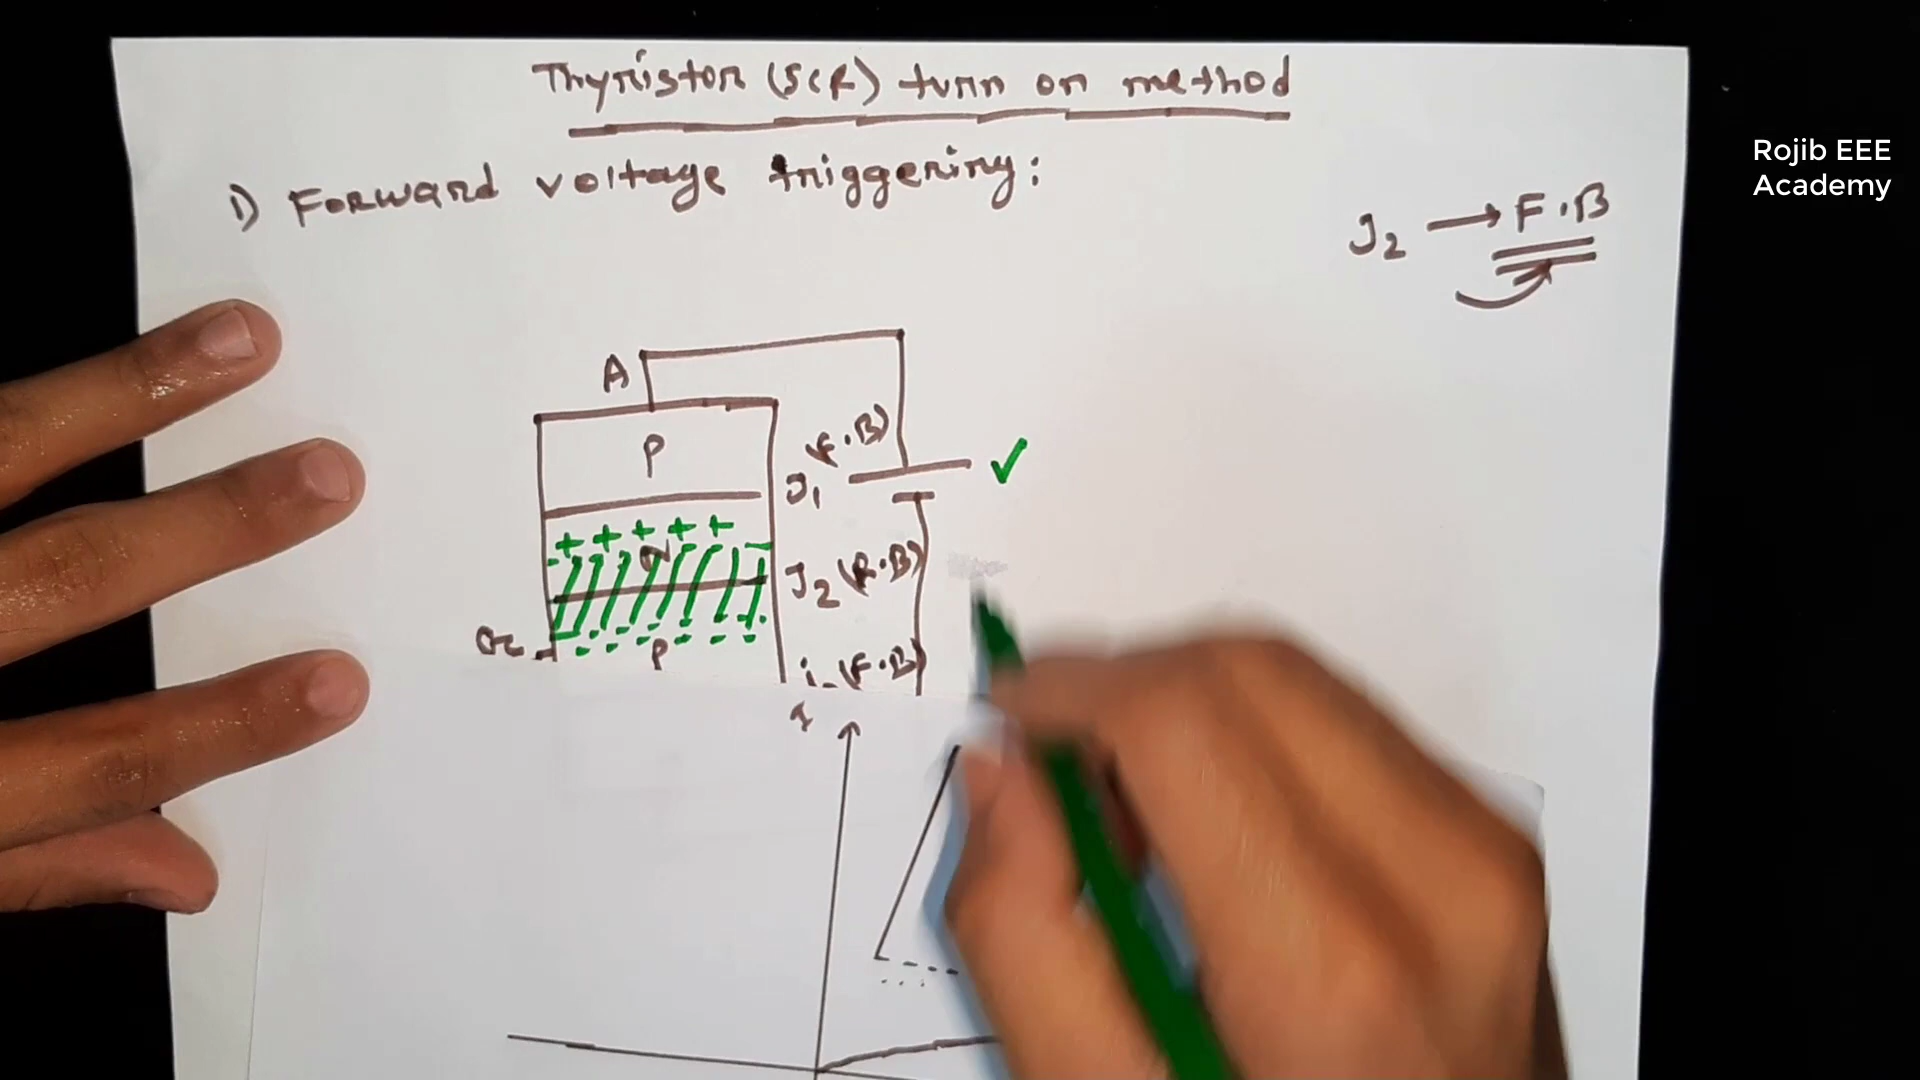 Thyristor (SCR) turn on method
1) Forward voltage triggering:
Rojib EEE
Academy
J2 → F.B
A
P
J1 (F.B)
✓
+ + + + +
N
J2 (R.B)
P
(F.B)